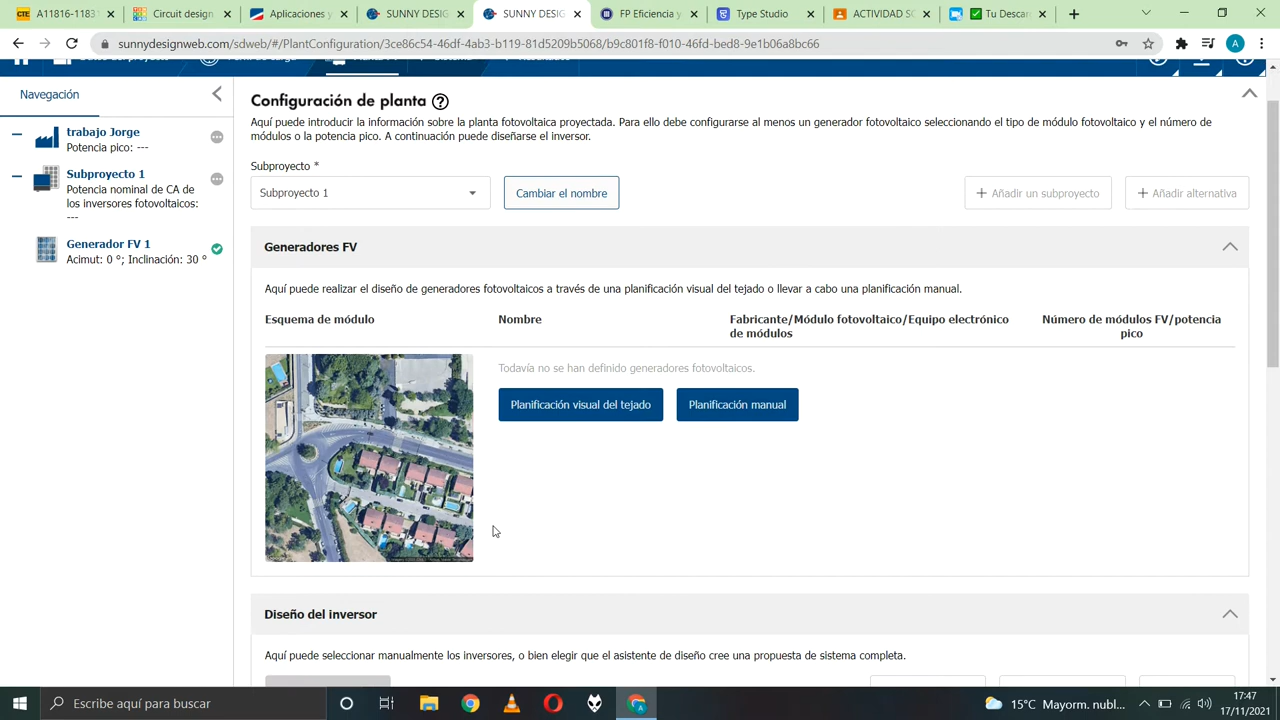 CTE A11816-11831
Circuit design
Aplicaciones y
SUNNY DESIG
SUNNY DESIG
FP Eficiencia y
Type Studio
ACTIVIDAD SO
Tu Descar
sunnydesignweb.com/sdweb/#/PlantConfiguration/3ce86c54-46df-4ab3-b119-81d5209b5068/b9c801f8-f010-46fd-bed8-9e1b06a8bc66
A
Navegación
trabajo Jorge
Potencia pico: ---
Subproyecto 1
Potencia nominal de CA de
los inversores fotovoltaicos:
---
Generador FV 1
Acimut: 0 °; Inclinación: 30 °
Configuración de planta ?
Aquí puede introducir la información sobre la planta fotovoltaica proyectada. Para ello debe configurarse al menos un generador fotovoltaico seleccionando el tipo de módulo fotovoltaico y el número de
módulos o la potencia pico. A continuación puede diseñarse el inversor.
Subproyecto *
Subproyecto 1
Cambiar el nombre
+ Añadir un subproyecto
+ Añadir alternativa
Generadores FV
Aquí puede realizar el diseño de generadores fotovoltaicos a través de una planificación visual del tejado o llevar a cabo una planificación manual.
Esquema de módulo
Nombre
Fabricante/Módulo fotovoltaico/Equipo electrónico
de módulos
Número de módulos FV/potencia
pico
Todavía no se han definido generadores fotovoltaicos.
Planificación visual del tejado
Planificación manual
Diseño del inversor
Aquí puede seleccionar manualmente los inversores, o bien elegir que el asistente de diseño cree una propuesta de sistema completa.
Escribe aquí para buscar
15°C Mayorm. nubl...
17:47
17/11/2021